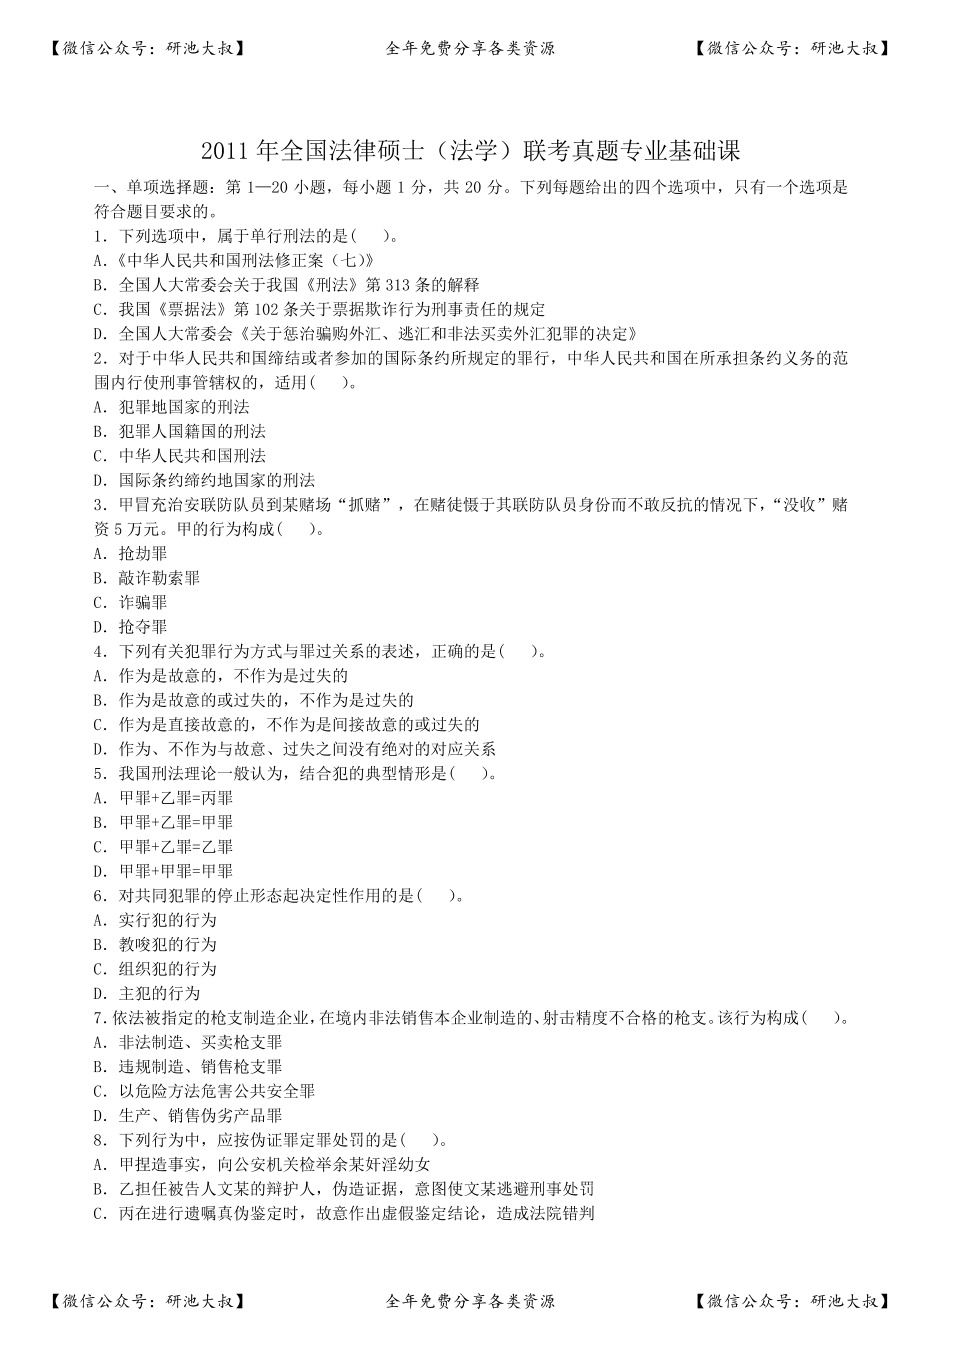 【微信公众号：研池大叔】 全年免费分享各类资源 【微信公众号：研池大叔】
2011 年全国法律硕士（法学）联考真题专业基础课
一、单项选择题：第 1—20 小题，每小题 1 分，共 20 分。下列每题给出的四个选项中，只有一个选项是
符合题目要求的。
1．下列选项中，属于单行刑法的是(   )。
A.《中华人民共和国刑法修正案（七）》
B．全国人大常委会关于我国《刑法》第 313 条的解释
C．我国《票据法》第 102 条关于票据欺诈行为刑事责任的规定
D．全国人大常委会《关于惩治骗购外汇、逃汇和非法买卖外汇犯罪的决定》
2．对于中华人民共和国缔结或者参加的国际条约所规定的罪行，中华人民共和国在所承担条约义务的范
围内行使刑事管辖权的，适用(   )。
A．犯罪地国家的刑法
B．犯罪人国籍国的刑法
C．中华人民共和国刑法
D．国际条约缔约地国家的刑法
3．甲冒充治安联防队员到某赌场“抓赌”，在赌徒慑于其联防队员身份而不敢反抗的情况下，“没收”赌
资 5 万元。甲的行为构成(   )。
A．抢劫罪
B．敲诈勒索罪
C．诈骗罪
D．抢夺罪
4．下列有关犯罪行为方式与罪过关系的表述，正确的是(   )。
A．作为是故意的，不作为是过失的
B．作为是故意的或过失的，不作为是过失的
C．作为是直接故意的，不作为是间接故意的或过失的
D．作为、不作为与故意、过失之间没有绝对的对应关系
5．我国刑法理论一般认为，结合犯的典型情形是(   )。
A．甲罪+乙罪=丙罪
B．甲罪+乙罪=甲罪
C．甲罪+乙罪=乙罪
D．甲罪+甲罪=甲罪
6．对共同犯罪的停止形态起决定性作用的是(   )。
A．实行犯的行为
B．教唆犯的行为
C．组织犯的行为
D．主犯的行为
7．依法被指定的枪支制造企业，在境内非法销售本企业制造的、射击精度不合格的枪支。该行为构成(   )。
A．非法制造、买卖枪支罪
B．违规制造、销售枪支罪
C．以危险方法危害公共安全罪
D．生产、销售伪劣产品罪
8．下列行为中，应按伪证罪定罪处罚的是(   )。
A．甲捏造事实，向公安机关检举余某奸淫幼女
B．乙担任被告人文某的辩护人，伪造证据，意图使文某逃避刑事处罚
C．丙在进行遗嘱真伪鉴定时，故意作出虚假鉴定结论，造成法院错判
【微信公众号：研池大叔】 全年免费分享各类资源 【微信公众号：研池大叔】